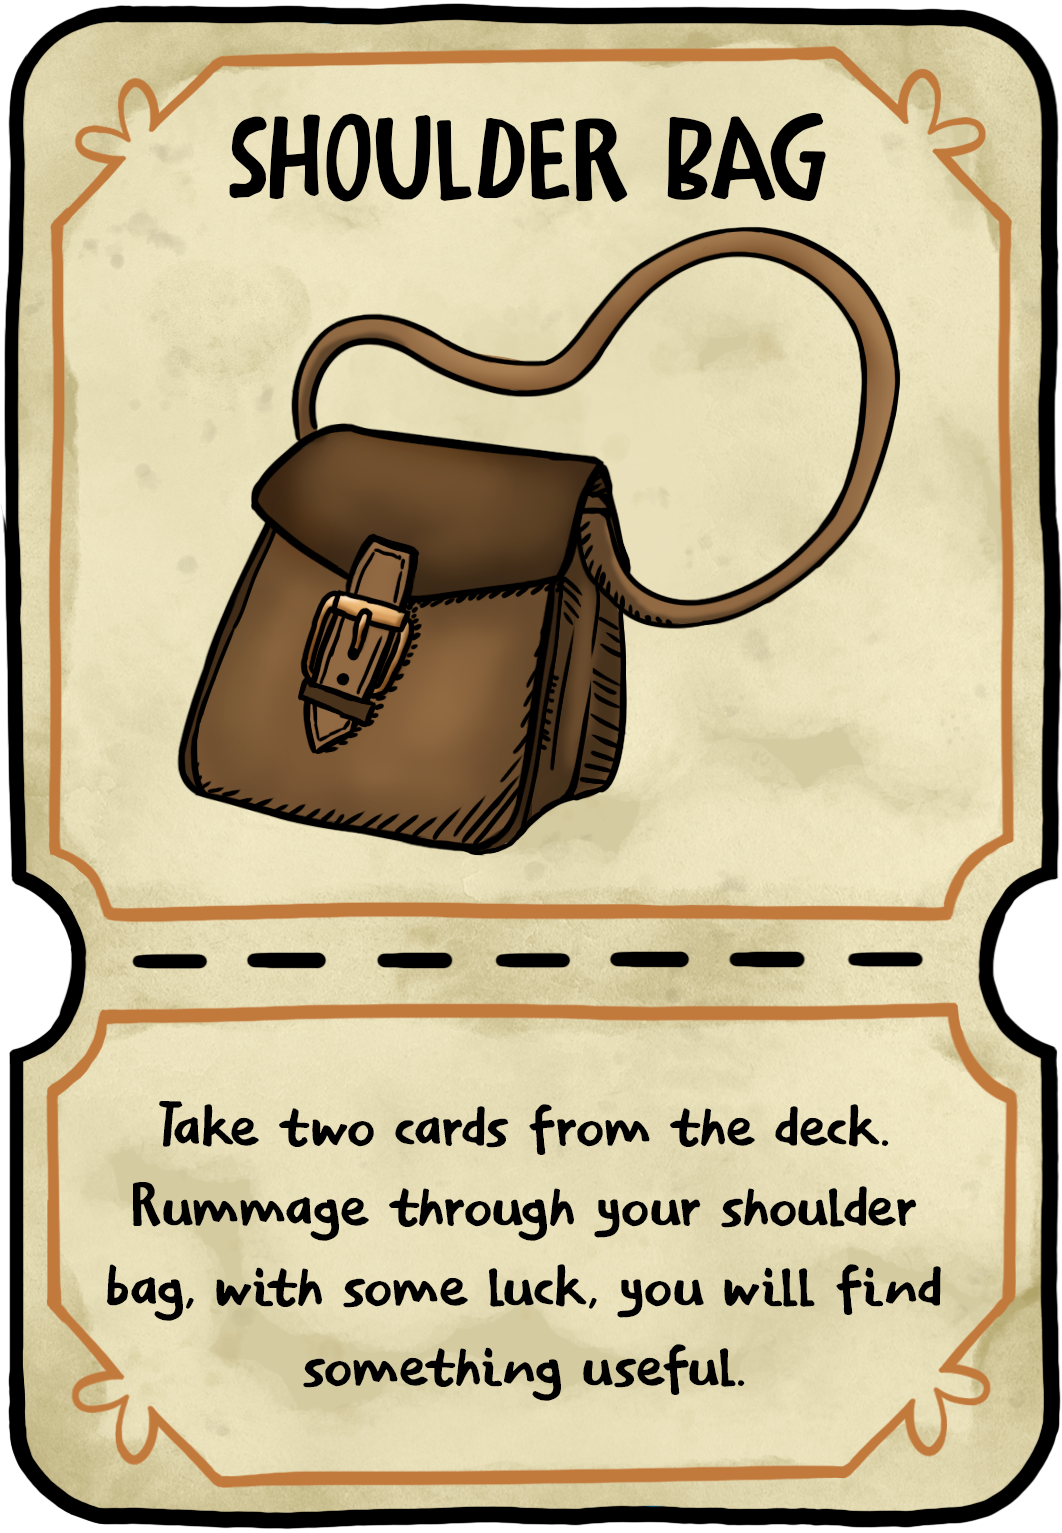 SHOULDER BAG
Take two cards from the deck.
Rummage through your shoulder
bag, with some luck, you will find
something useful.